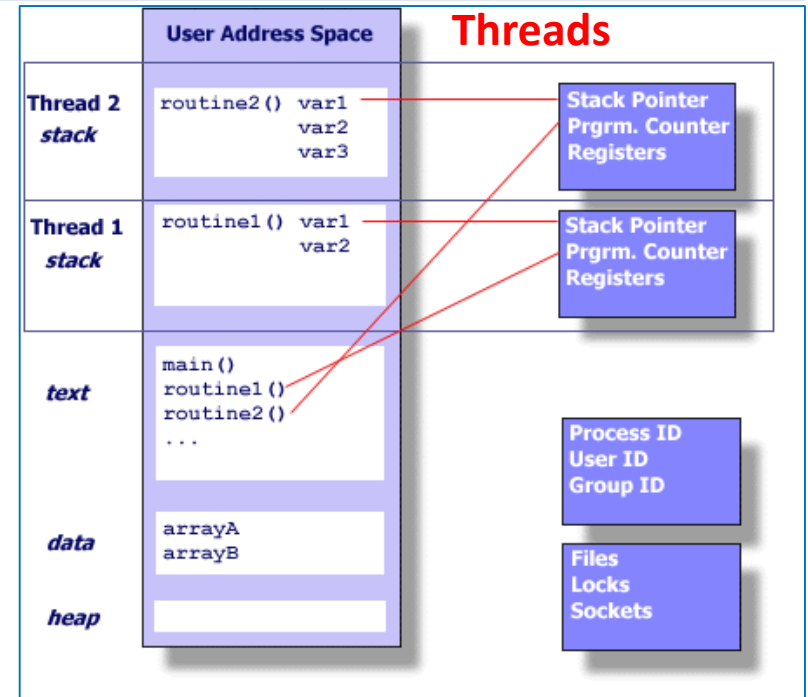 User Address Space
Threads
Thread 2
stack
routine2() var1
var2
var3
Stack Pointer
Prgrm. Counter
Registers
Thread 1
stack
routine1() var1
var2
Stack Pointer
Prgrm. Counter
Registers
text
main()
routine1()
routine2()
...
Process ID
User ID
Group ID
data
arrayA
arrayB
Files
Locks
Sockets
heap